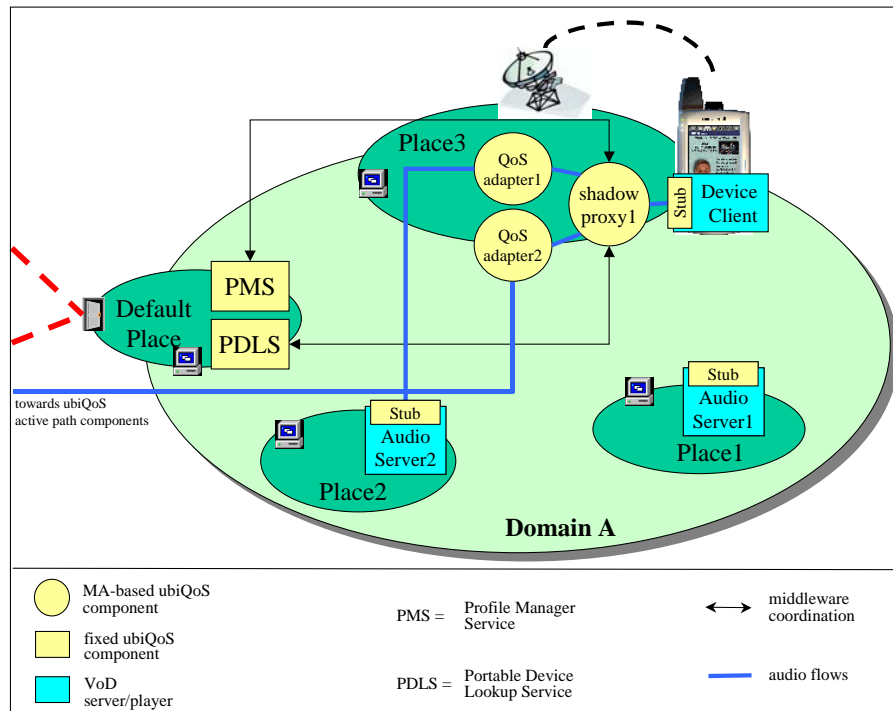 Place3
QoS
adapter1
shadow
proxy1
Stub
Device
Client
QoS
adapter2
PMS
Default
Place
PDLS
towards ubiQoS
active path components
Stub
Audio
Server2
Place2
Stub
Audio
Server1
Place1
Domain A
MA-based ubiQoS
component
fixed ubiQoS
component
VoD
server/player
PMS = Profile Manager
Service
PDLS = Portable Device
Lookup Service
middleware
coordination
audio flows